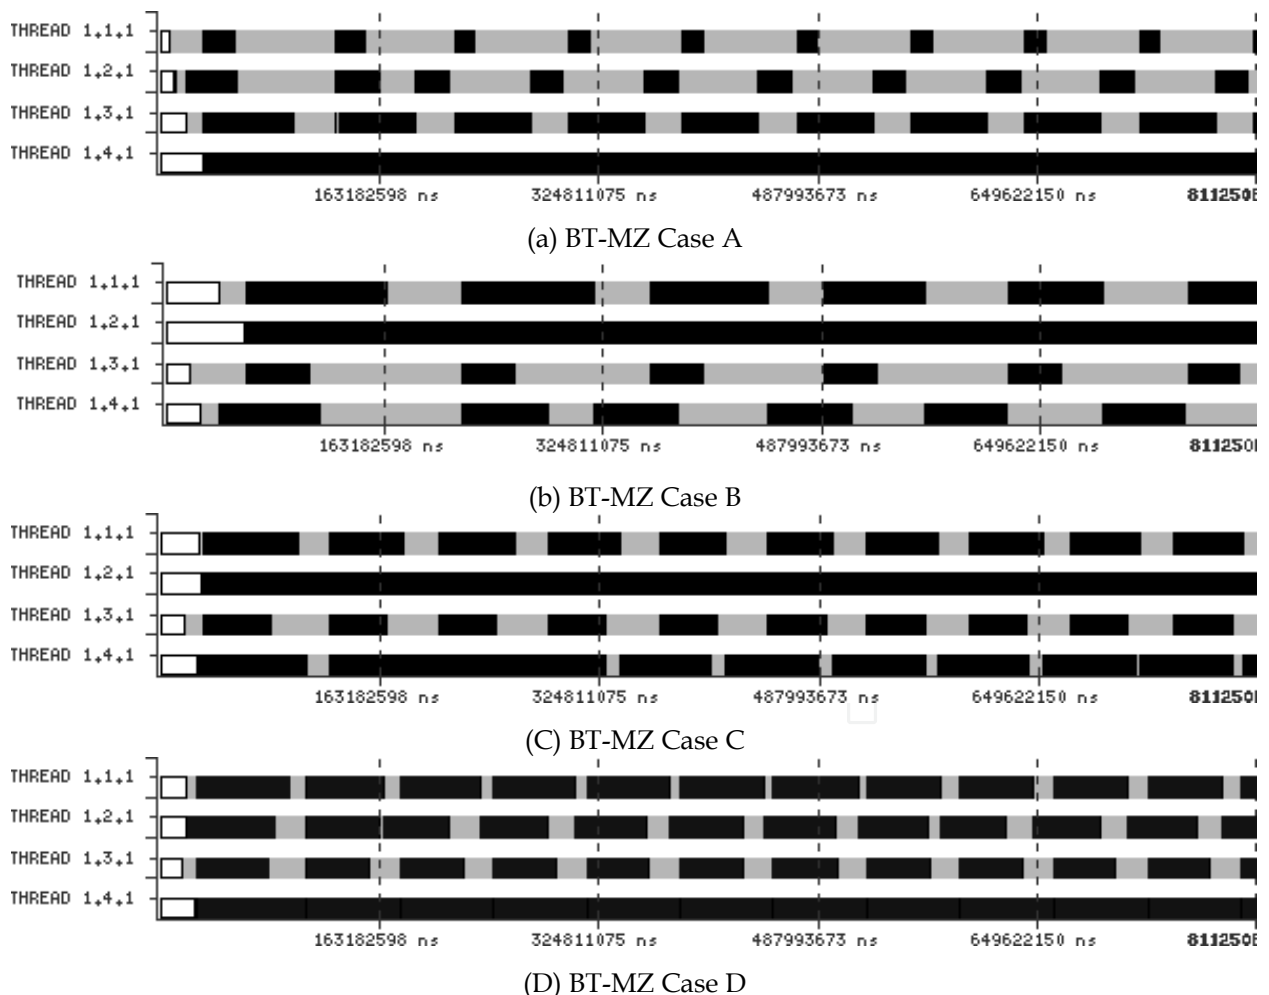 THREAD 1.1.1
THREAD 1.2.1
THREAD 1.3.1
THREAD 1.4.1
163182598 ns 324811075 ns 487993673 ns 649622150 ns
(a) BT-MZ Case A
THREAD 1.1.1
THREAD 1.2.1
THREAD 1.3.1
THREAD 1.4.1
163182598 ns 324811075 ns 487993673 ns 649622150 ns
(b) BT-MZ Case B
THREAD 1.1.1
THREAD 1.2.1
THREAD 1.3.1
THREAD 1.4.1
163182598 ns 324811075 ns 487993673 ns 649622150 ns
(C) BT-MZ Case C
THREAD 1.1.1
THREAD 1.2.1
THREAD 1.3.1
THREAD 1.4.1
163182598 ns 324811075 ns 487993673 ns 649622150 ns
(D) BT-MZ Case D